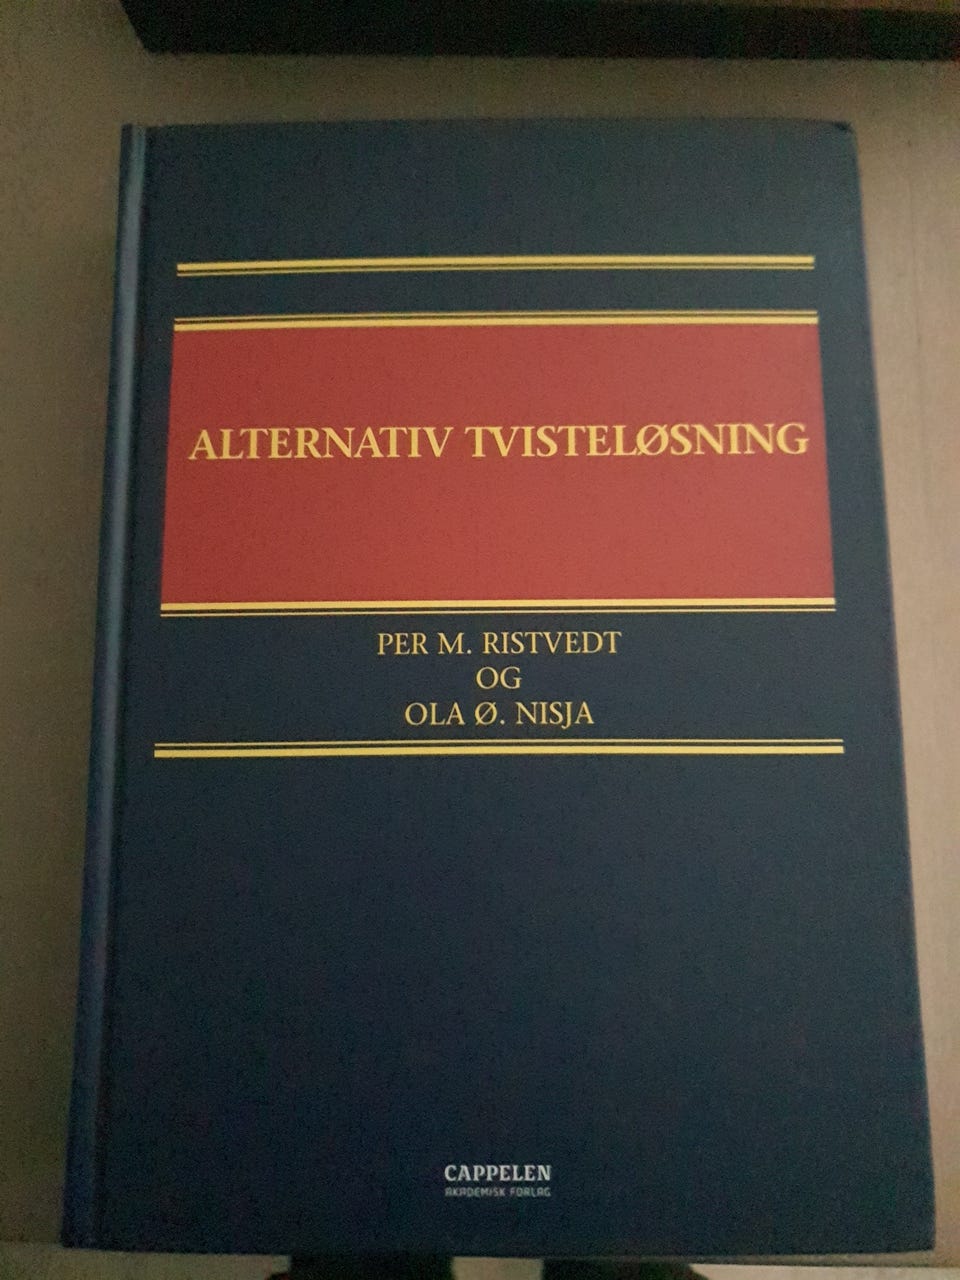 ALTERNATIV TVISTELØSNING
PER M. RISTVEDT
OG
OLA Ø. NISJA
CAPPELEN
AKADEMISK FORLAG